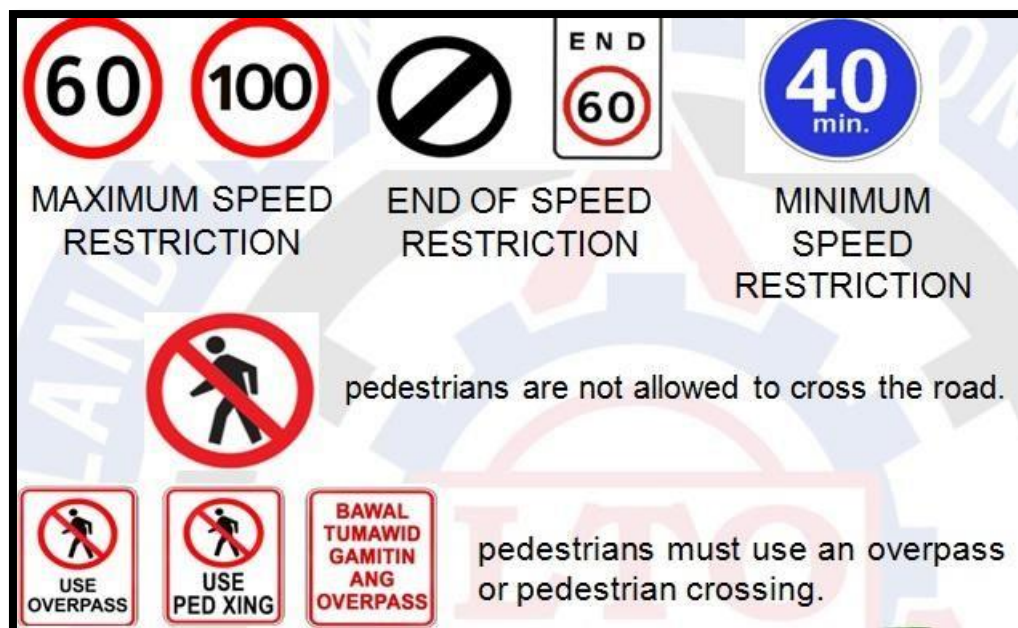 60
100
END
60
40
min.
MAXIMUM SPEED
RESTRICTION
END OF SPEED
RESTRICTION
MINIMUM
SPEED
RESTRICTION
pedestrians are not allowed to cross the road.
USE
OVERPASS
USE
PED XING
BAWAL
TUMAWID
GAMITIN
ANG
OVERPASS
pedestrians must use an overpass
or pedestrian crossing.
LAND
LTO